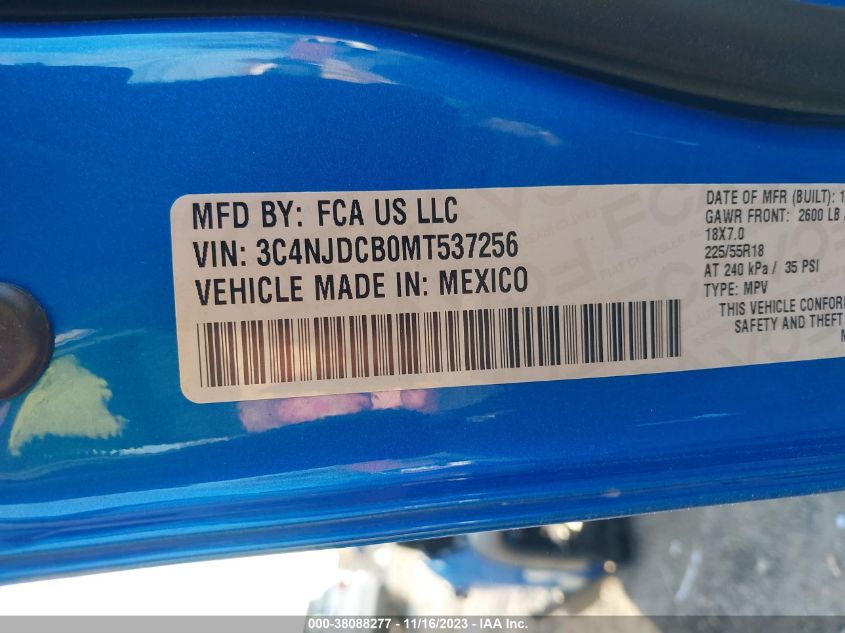 MFD BY: FCA US LLC
VIN: 3C4NJDCB0MT537256
VEHICLE MADE IN: MEXICO
DATE OF MFR (BUILT): 1
GAWR FRONT: 2600 LB
18X7.0
225/55R18
AT 240 kPa / 35 PSI
TYPE: MPV
THIS VEHICLE CONFOR
SAFETY AND THEFT
000-38088277 - 11/16/2023 - IAA, Inc.